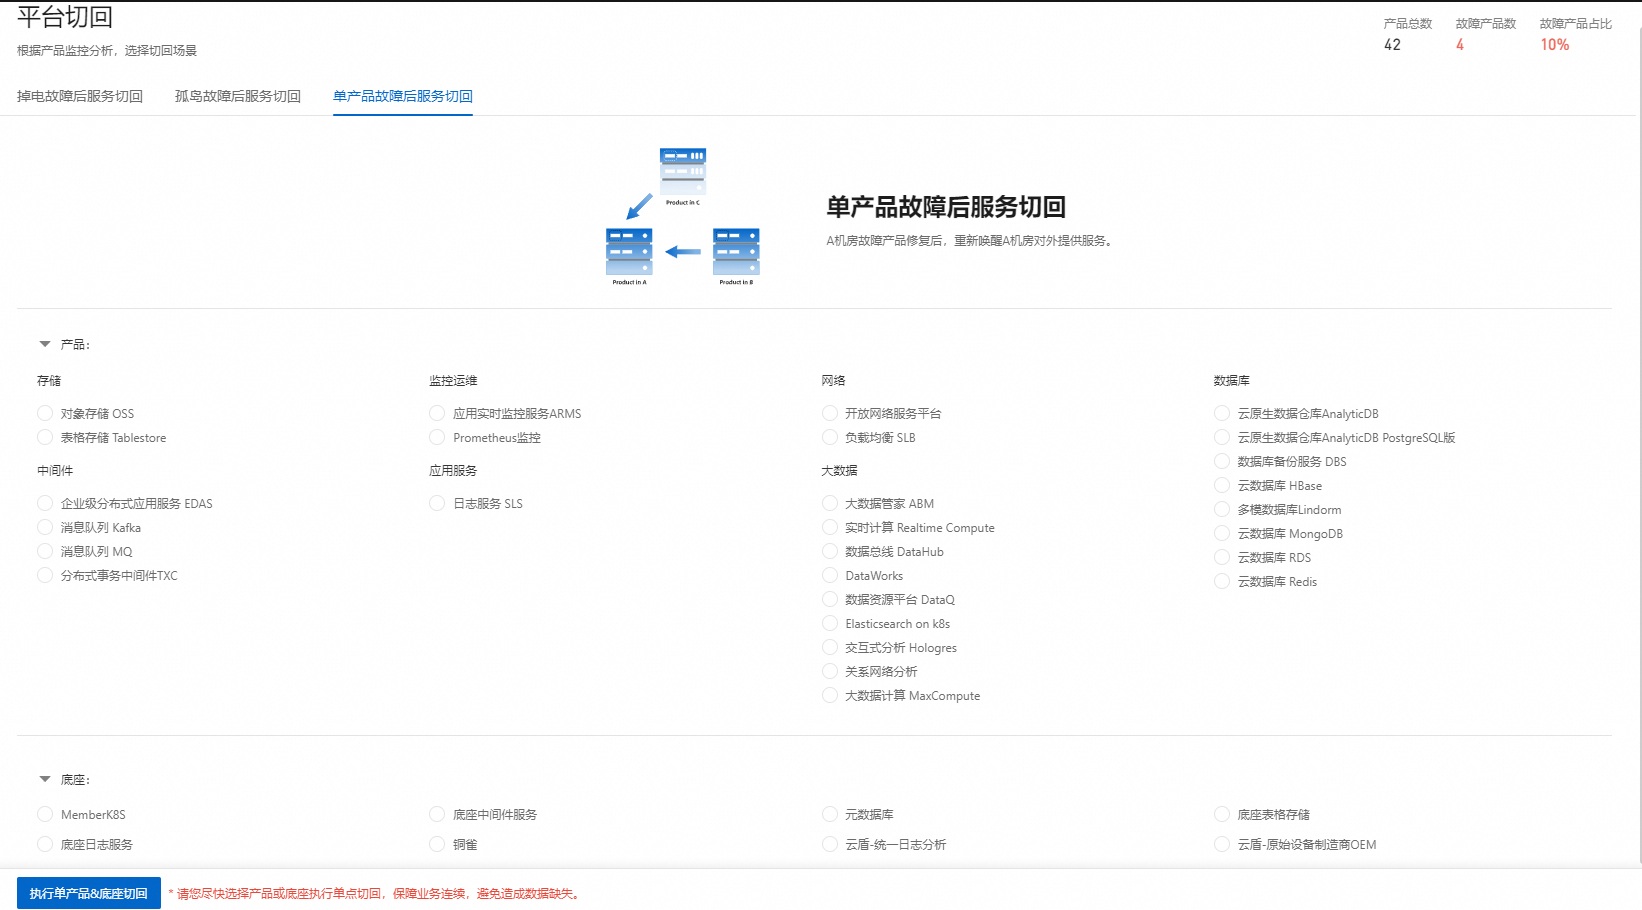 平台切回
根据产品监控分析，选择切回场景
产品总数 故障产品数 故障产品占比
42 4 10%
掉电故障后服务切回 孤岛故障后服务切回 单产品故障后服务切回
Product in C
Product in A
Product in B
单产品故障后服务切回
A机房故障产品修复后，重新唤醒A机房对外提供服务。
产品：
存储
对象存储 OSS
表格存储 Tablestore
中间件
企业级分布式应用服务 EDAS
消息队列 Kafka
消息队列 MQ
分布式事务中间件TXC
监控运维
应用实时监控服务ARMS
Prometheus监控
应用服务
日志服务 SLS
网络
开放网络服务平台
负载均衡 SLB
大数据
大数据管家 ABM
实时计算 Realtime Compute
数据总线 DataHub
DataWorks
数据资源平台 DataQ
Elasticsearch on k8s
交互式分析 Hologres
关系网络分析
大数据计算 MaxCompute
数据库
云原生数据仓库AnalyticDB
云原生数据仓库AnalyticDB PostgreSQL版
数据库备份服务 DBS
云数据库 HBase
多模数据库Lindorm
云数据库 MongoDB
云数据库 RDS
云数据库 Redis
底座：
MemberK8S 底座中间件服务 元数据库 底座表格存储
底座日志服务 铜雀 云盾-统一日志分析 云盾-原始设备制造商OEM
执行单产品&底座切回 * 请您尽快选择产品或底座执行单点切回，保障业务连续，避免造成数据缺失。